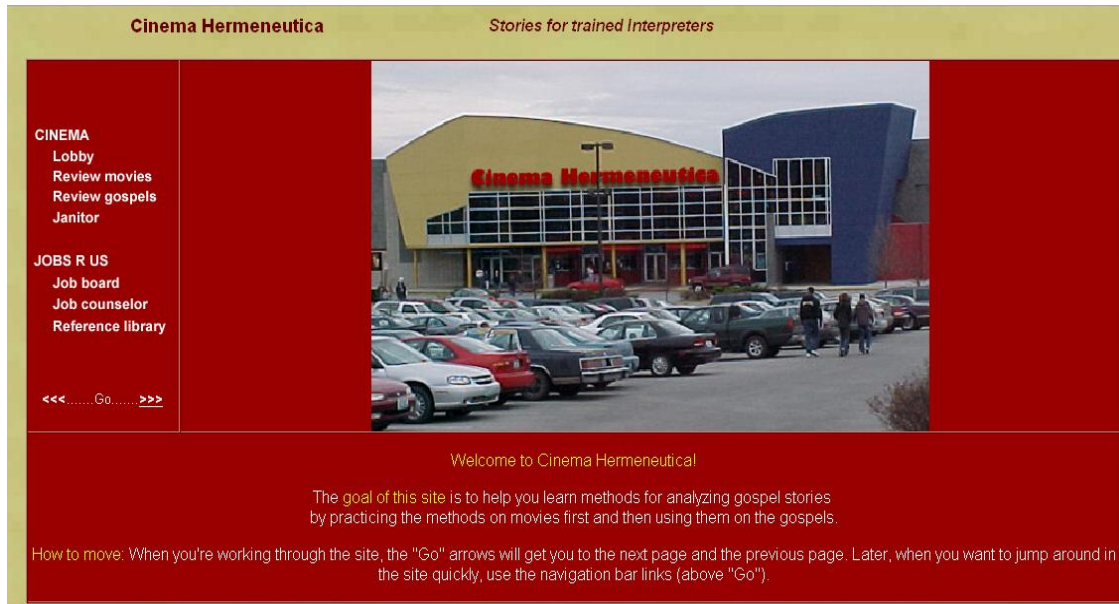 Cinema Hermeneutica
Stories for trained Interpreters
CINEMA
Lobby
Review movies
Review gospels
Janitor
JOBS R US
Job board
Job counselor
Reference library
<<<.......Go.......>>>
Cinema Hermeneutica
Welcome to Cinema Hermeneutica!
The goal of this site is to help you learn methods for analyzing gospel stories
by practicing the methods on movies first and then using them on the gospels.
How to move: When you're working through the site, the "Go" arrows will get you to the next page and the previous page. Later, when you want to jump around in
the site quickly, use the navigation bar links (above "Go").